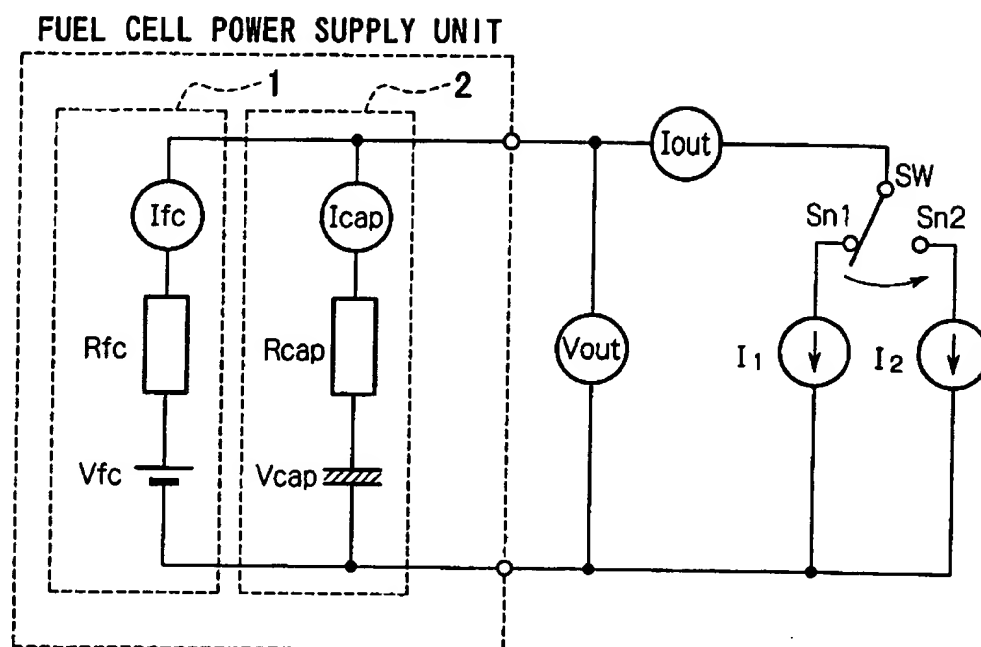 FUEL CELL POWER SUPPLY UNIT
1
2
Iout
SW
Ifc
Icap
Sn1
Sn2
Rfc
Rcap
Vout
I1
I2
Vfc
Vcap